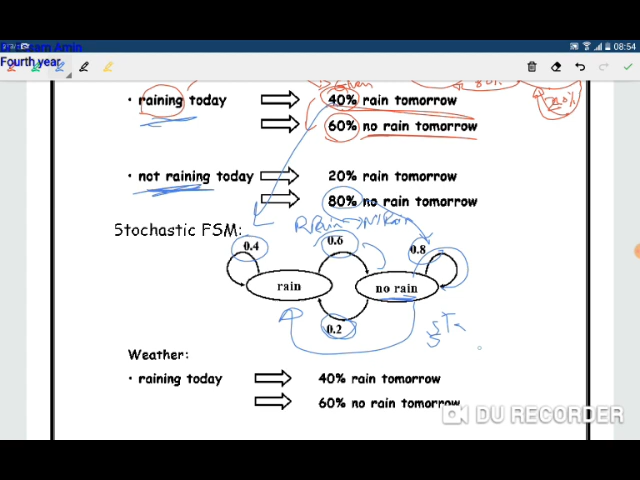 08:54
Amin
Fourth year
80%
• raining today
40% rain tomorrow
60% no rain tomorrow
• not raining today
20% rain tomorrow
80% no rain tomorrow
Stochastic FSM:
0.4
0.6
0.8
rain
no rain
0.2
Weather:
• raining today
40% rain tomorrow
60% no rain tomorrow
DU RECORDER